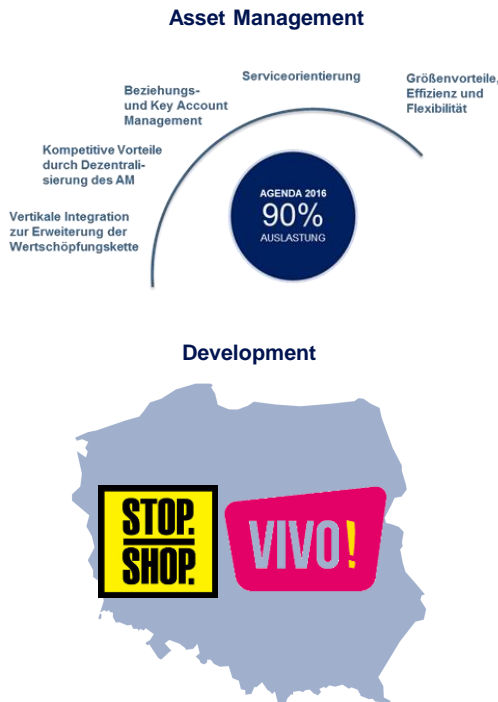 Asset Management
Serviceorientierung
Größenvorteile,
Effizienz und
Flexibilität
Beziehungs-
und Key Account
Management
Kompetitive Vorteile
durch Dezentrali-
sierung des AM
Vertikale Integration
zur Erweiterung der
Wertschöpfungskette
AGENDA 2016
90%
AUSLASTUNG
Development
STOP.
SHOP.
VIVO!